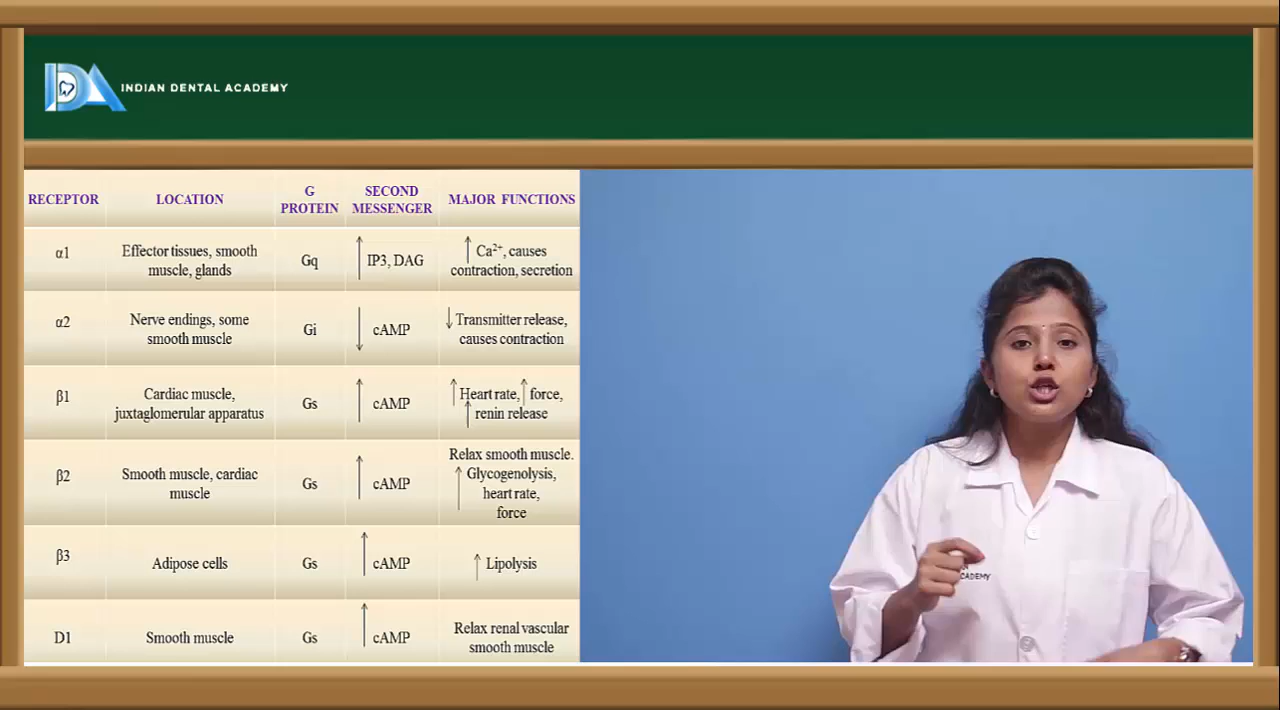 IDA INDIAN DENTAL ACADEMY
RECEPTOR LOCATION G PROTEIN SECOND MESSENGER MAJOR FUNCTIONS
α1 Effector tissues, smooth muscle, glands Gq ↑ IP3, DAG ↑ Ca²⁺, causes contraction, secretion
α2 Nerve endings, some smooth muscle Gi ↓ cAMP ↓ Transmitter release, causes contraction
β1 Cardiac muscle, juxtaglomerular apparatus Gs ↑ cAMP ↑ Heart rate, ↑ force, ↑ renin release
β2 Smooth muscle, cardiac muscle Gs ↑ cAMP Relax smooth muscle. ↑ Glycogenolysis, heart rate, force
β3 Adipose cells Gs ↑ cAMP ↑ Lipolysis
D1 Smooth muscle Gs ↑ cAMP Relax renal vascular smooth muscle
CADEMY